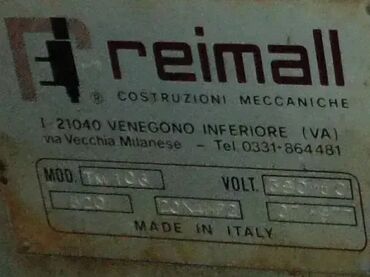 reimall
® COSTRUZIONI MECCANICHE
I-21040 VENEGONO INFERIORE (VA)
via Vecchia Milanese - Tel. 0331-864481
MOD. VOLT.
MADE IN ITALY